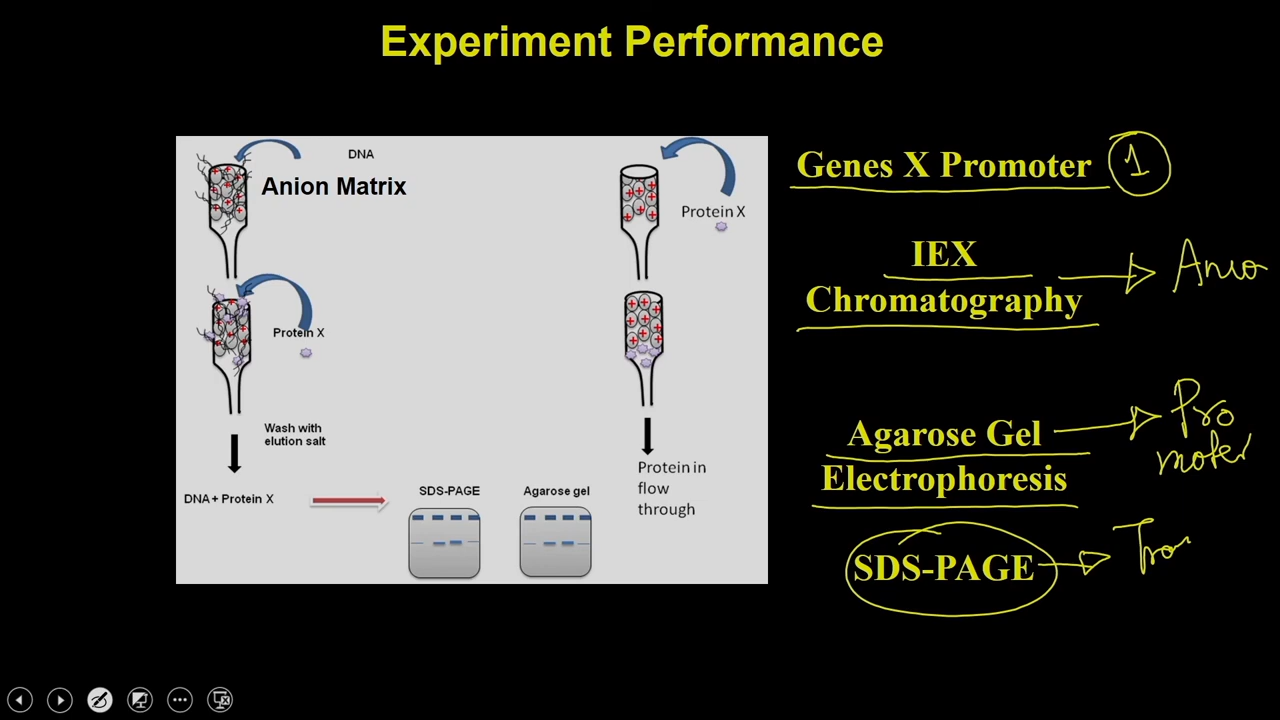 Experiment Performance
DNA
Anion Matrix
Protein X
Wash with
elution salt
DNA + Protein X
SDS-PAGE
Agarose gel
Protein X
Protein in
flow
through
Genes X Promoter 1
IEX
Chromatography
Anio
Agarose Gel
Electrophoresis
Pro
moter
SDS-PAGE
Tra